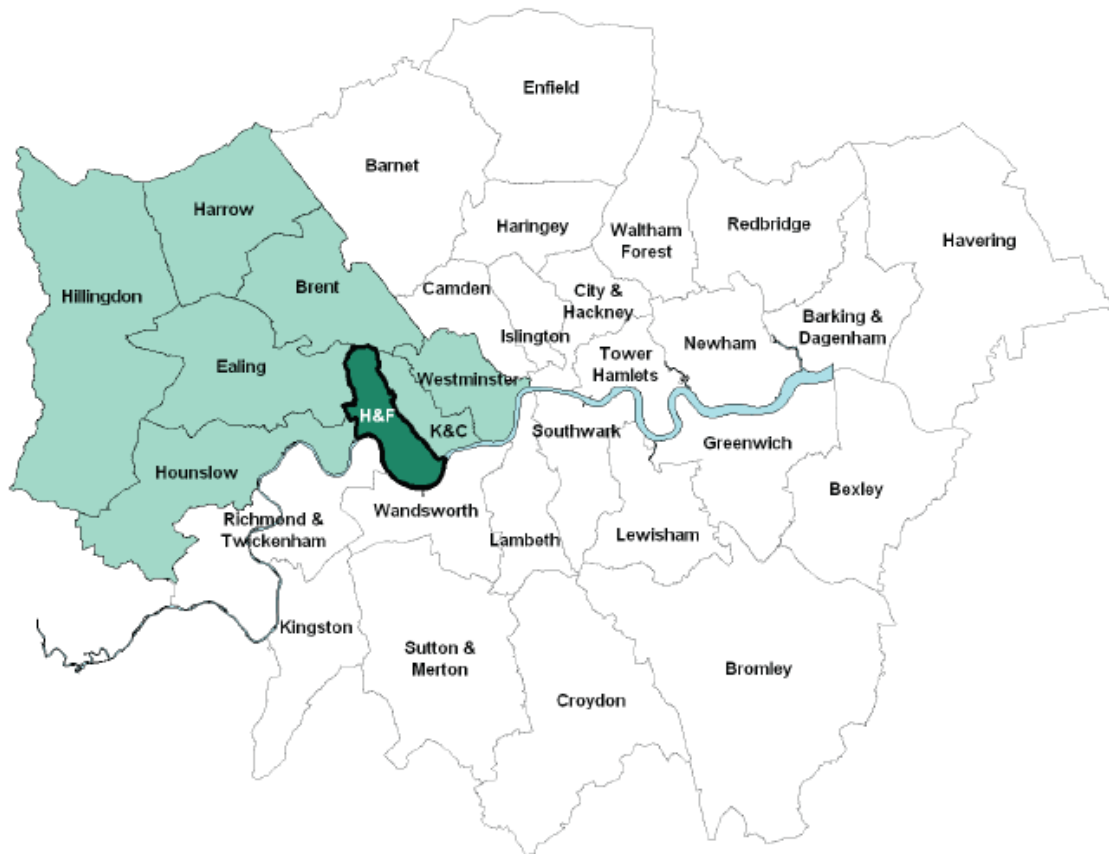 Enfield
Barnet
Harrow
Haringey
Waltham
Forest
Redbridge
Havering
Hillingdon
Brent
Camden
City &
Hackney
Islington
Barking &
Dagenham
Newham
Ealing
Tower
Hamlets
Westminster
H&F
K&C
Southwark
Greenwich
Hounslow
Bexley
Wandsworth
Richmond &
Twickenham
Lambeth
Lewisham
Kingston
Sutton &
Merton
Bromley
Croydon